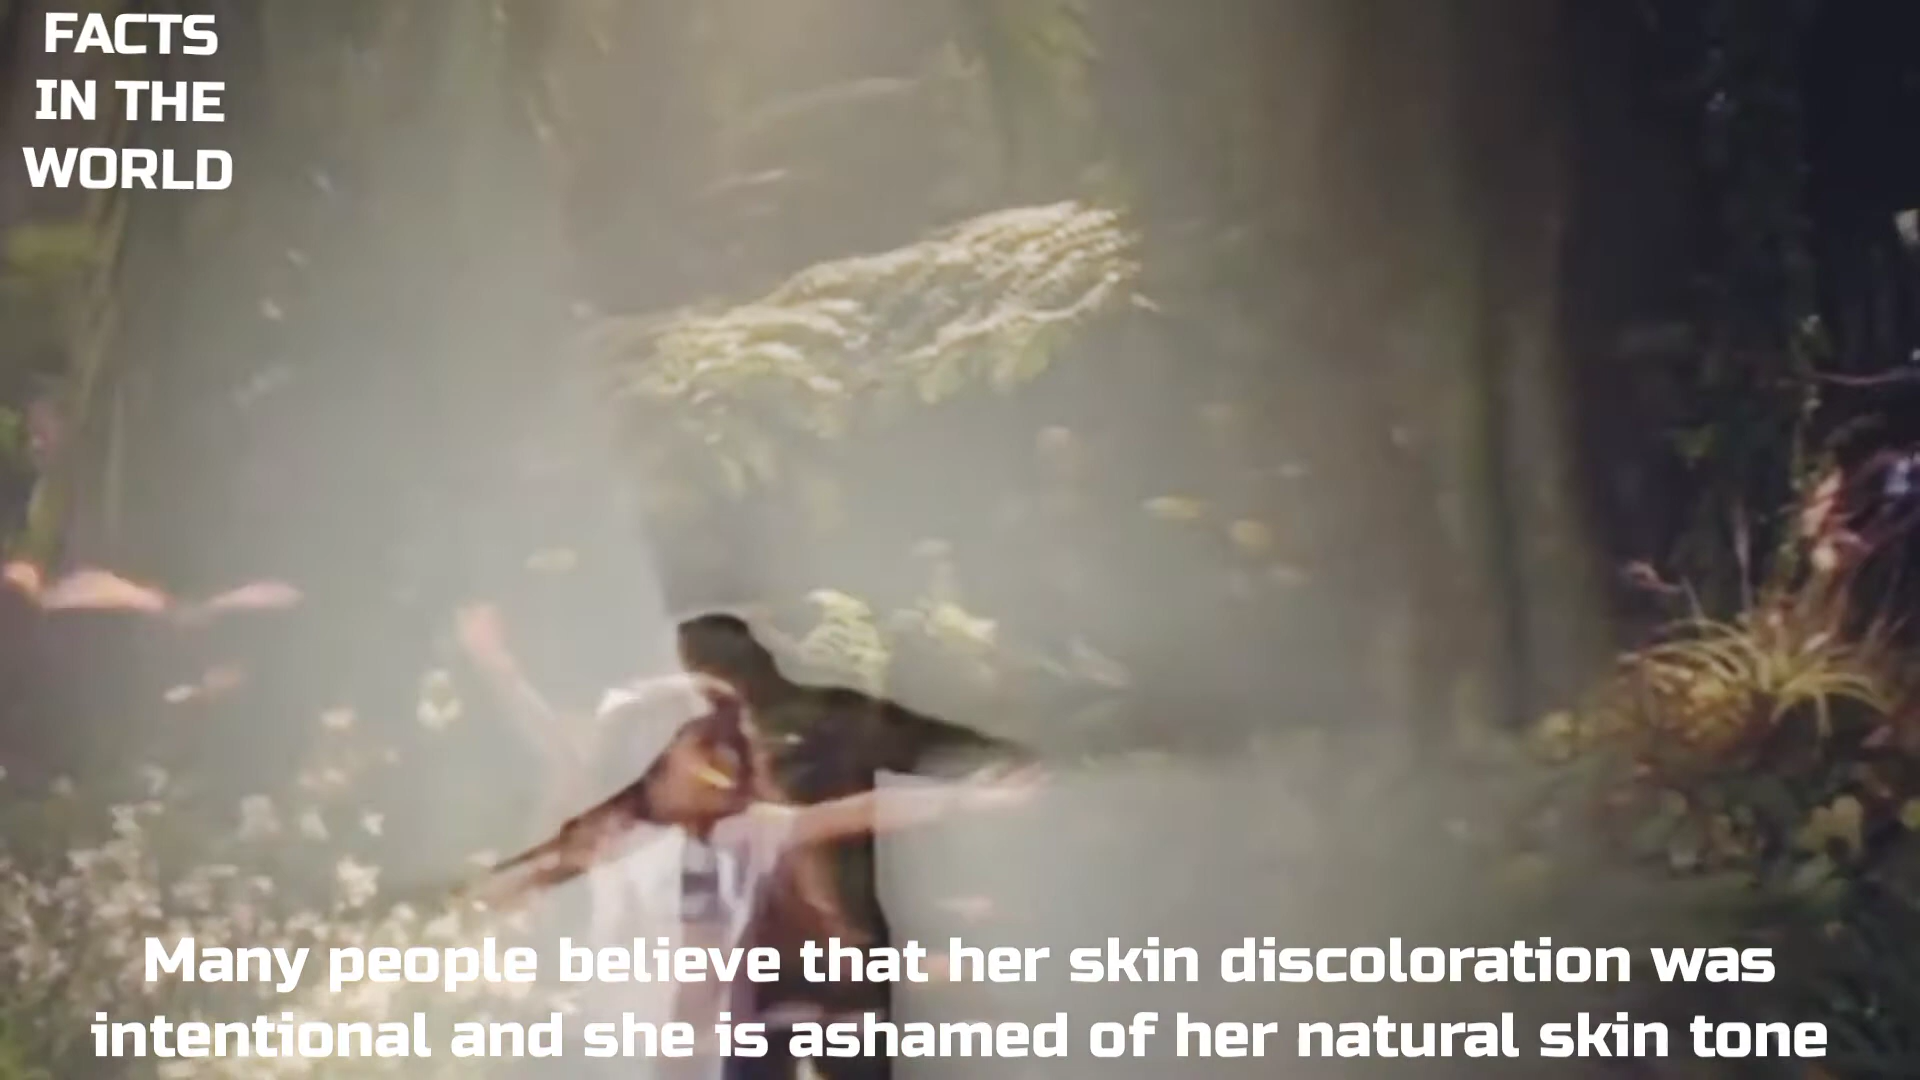 FACTS
IN THE
WORLD
Many people believe that her skin discoloration was
intentional and she is ashamed of her natural skin tone